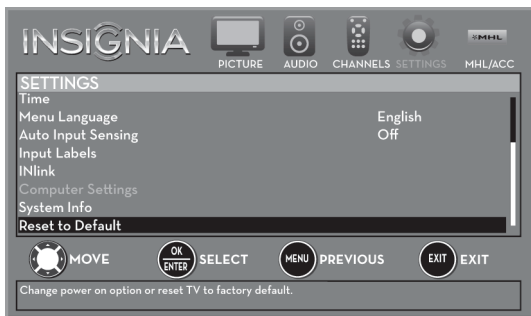 INSIGNIA
PICTURE AUDIO CHANNELS SETTINGS MHL MHL/ACC
SETTINGS
Time
Menu Language English
Auto Input Sensing Off
Input Labels
INlink
Computer Settings
System Info
Reset to Default
MOVE OK ENTER SELECT MENU PREVIOUS EXIT EXIT
Change power on option or reset TV to factory default.